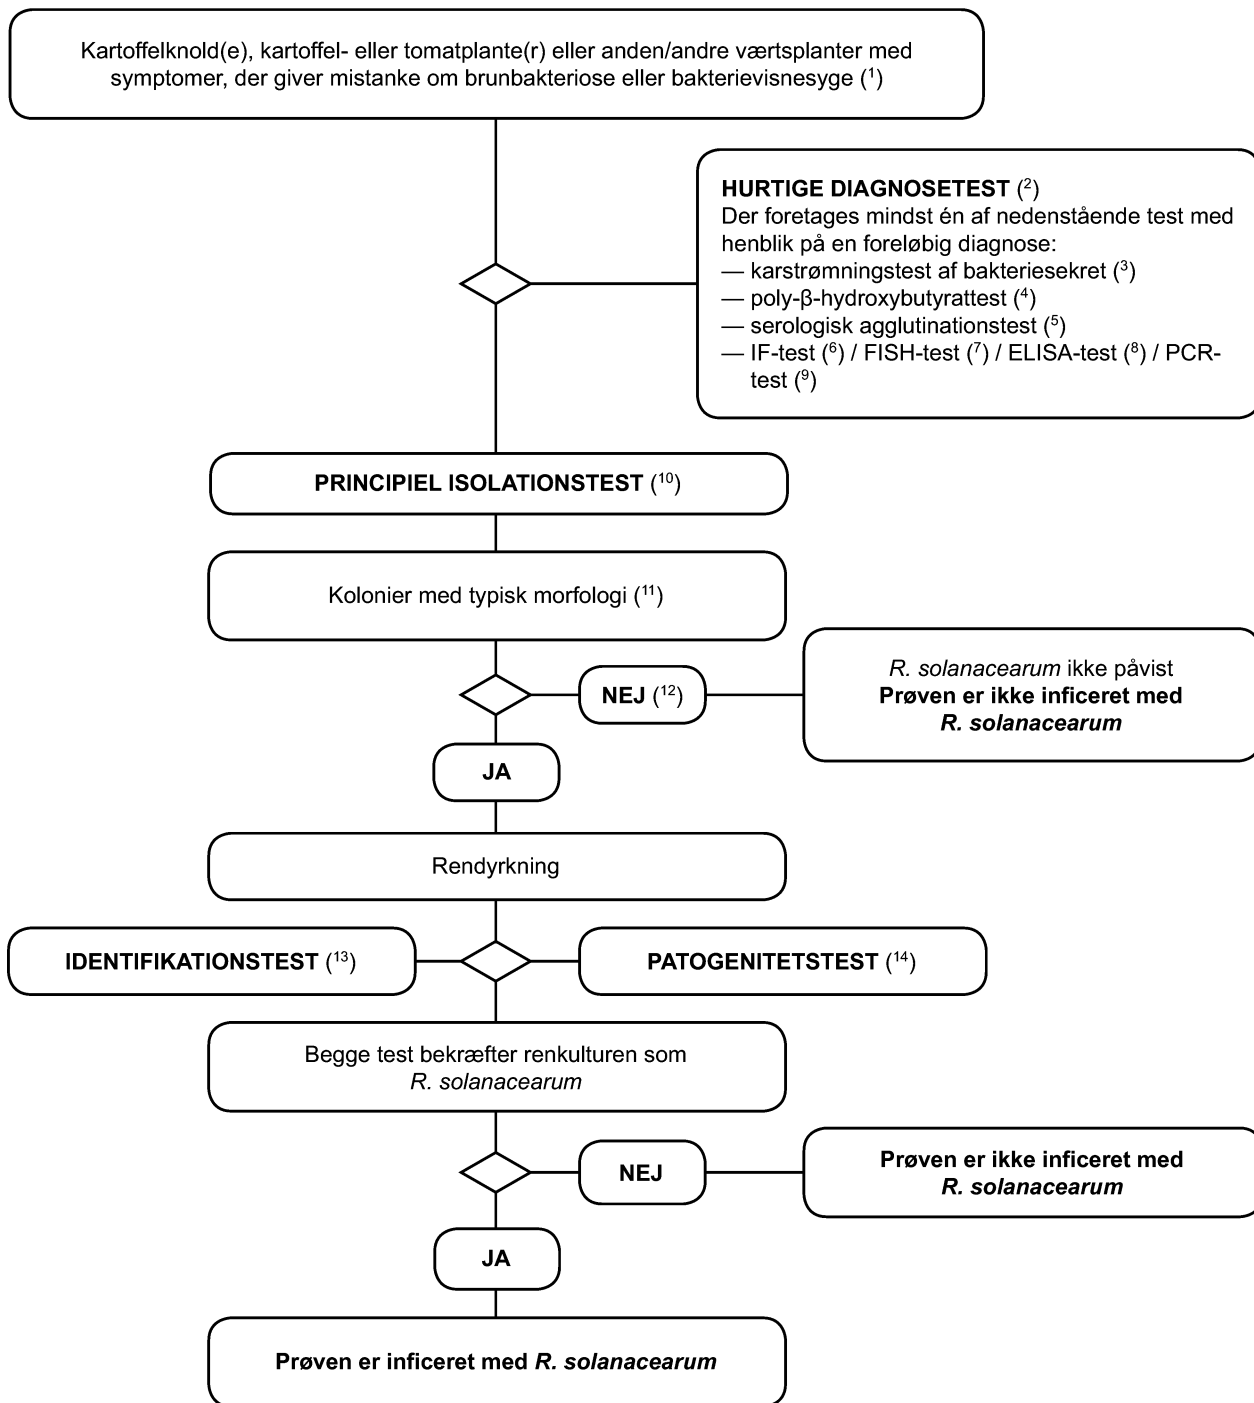 Kartoffelknold(e), kartoffel- eller tomatplante(r) eller anden/andre værtsplanter med
symptomer, der giver mistanke om brunbakteriose eller bakterievisnesyge (¹)
HURTIGE DIAGNOSETEST (²)
Der foretages mindst én af nedenstående test med
henblik på en foreløbig diagnose:
— karstrømningstest af bakteriesekret (³)
— poly-β-hydroxybutyrattest (⁴)
— serologisk agglutinationstest (⁵)
— IF-test (⁶) / FISH-test (⁷) / ELISA-test (⁸) / PCR-
test (⁹)
PRINCIPIEL ISOLATIONSTEST (¹⁰)
Kolonier med typisk morfologi (¹¹)
NEJ (¹²)
R. solanacearum ikke påvist
Prøven er ikke inficeret med
R. solanacearum
JA
Rendyrkning
IDENTIFIKATIONSTEST (¹³)
PATOGENITETSTEST (¹⁴)
Begge test bekræfter renkulturen som
R. solanacearum
NEJ
Prøven er ikke inficeret med
R. solanacearum
JA
Prøven er inficeret med R. solanacearum